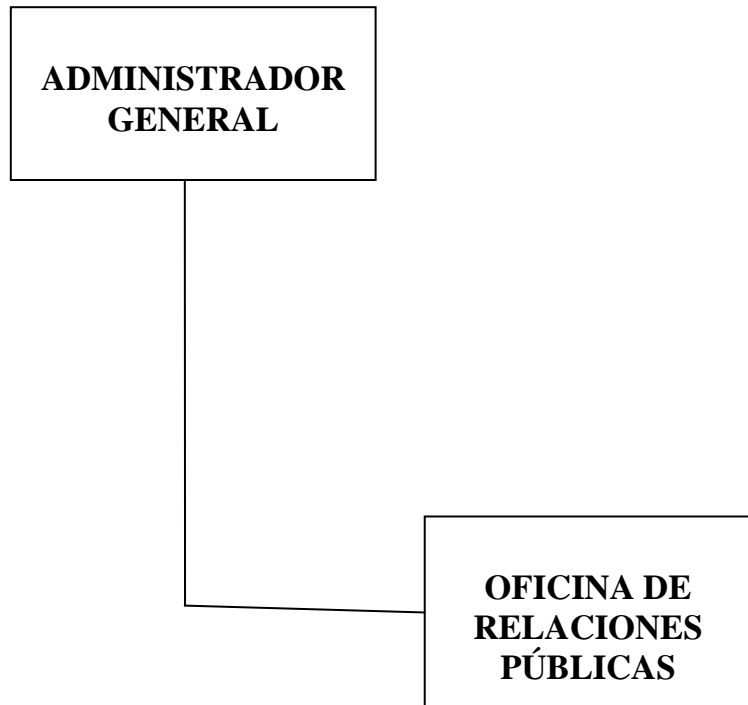 ADMINISTRADOR
GENERAL
OFICINA DE
RELACIONES
PÚBLICAS